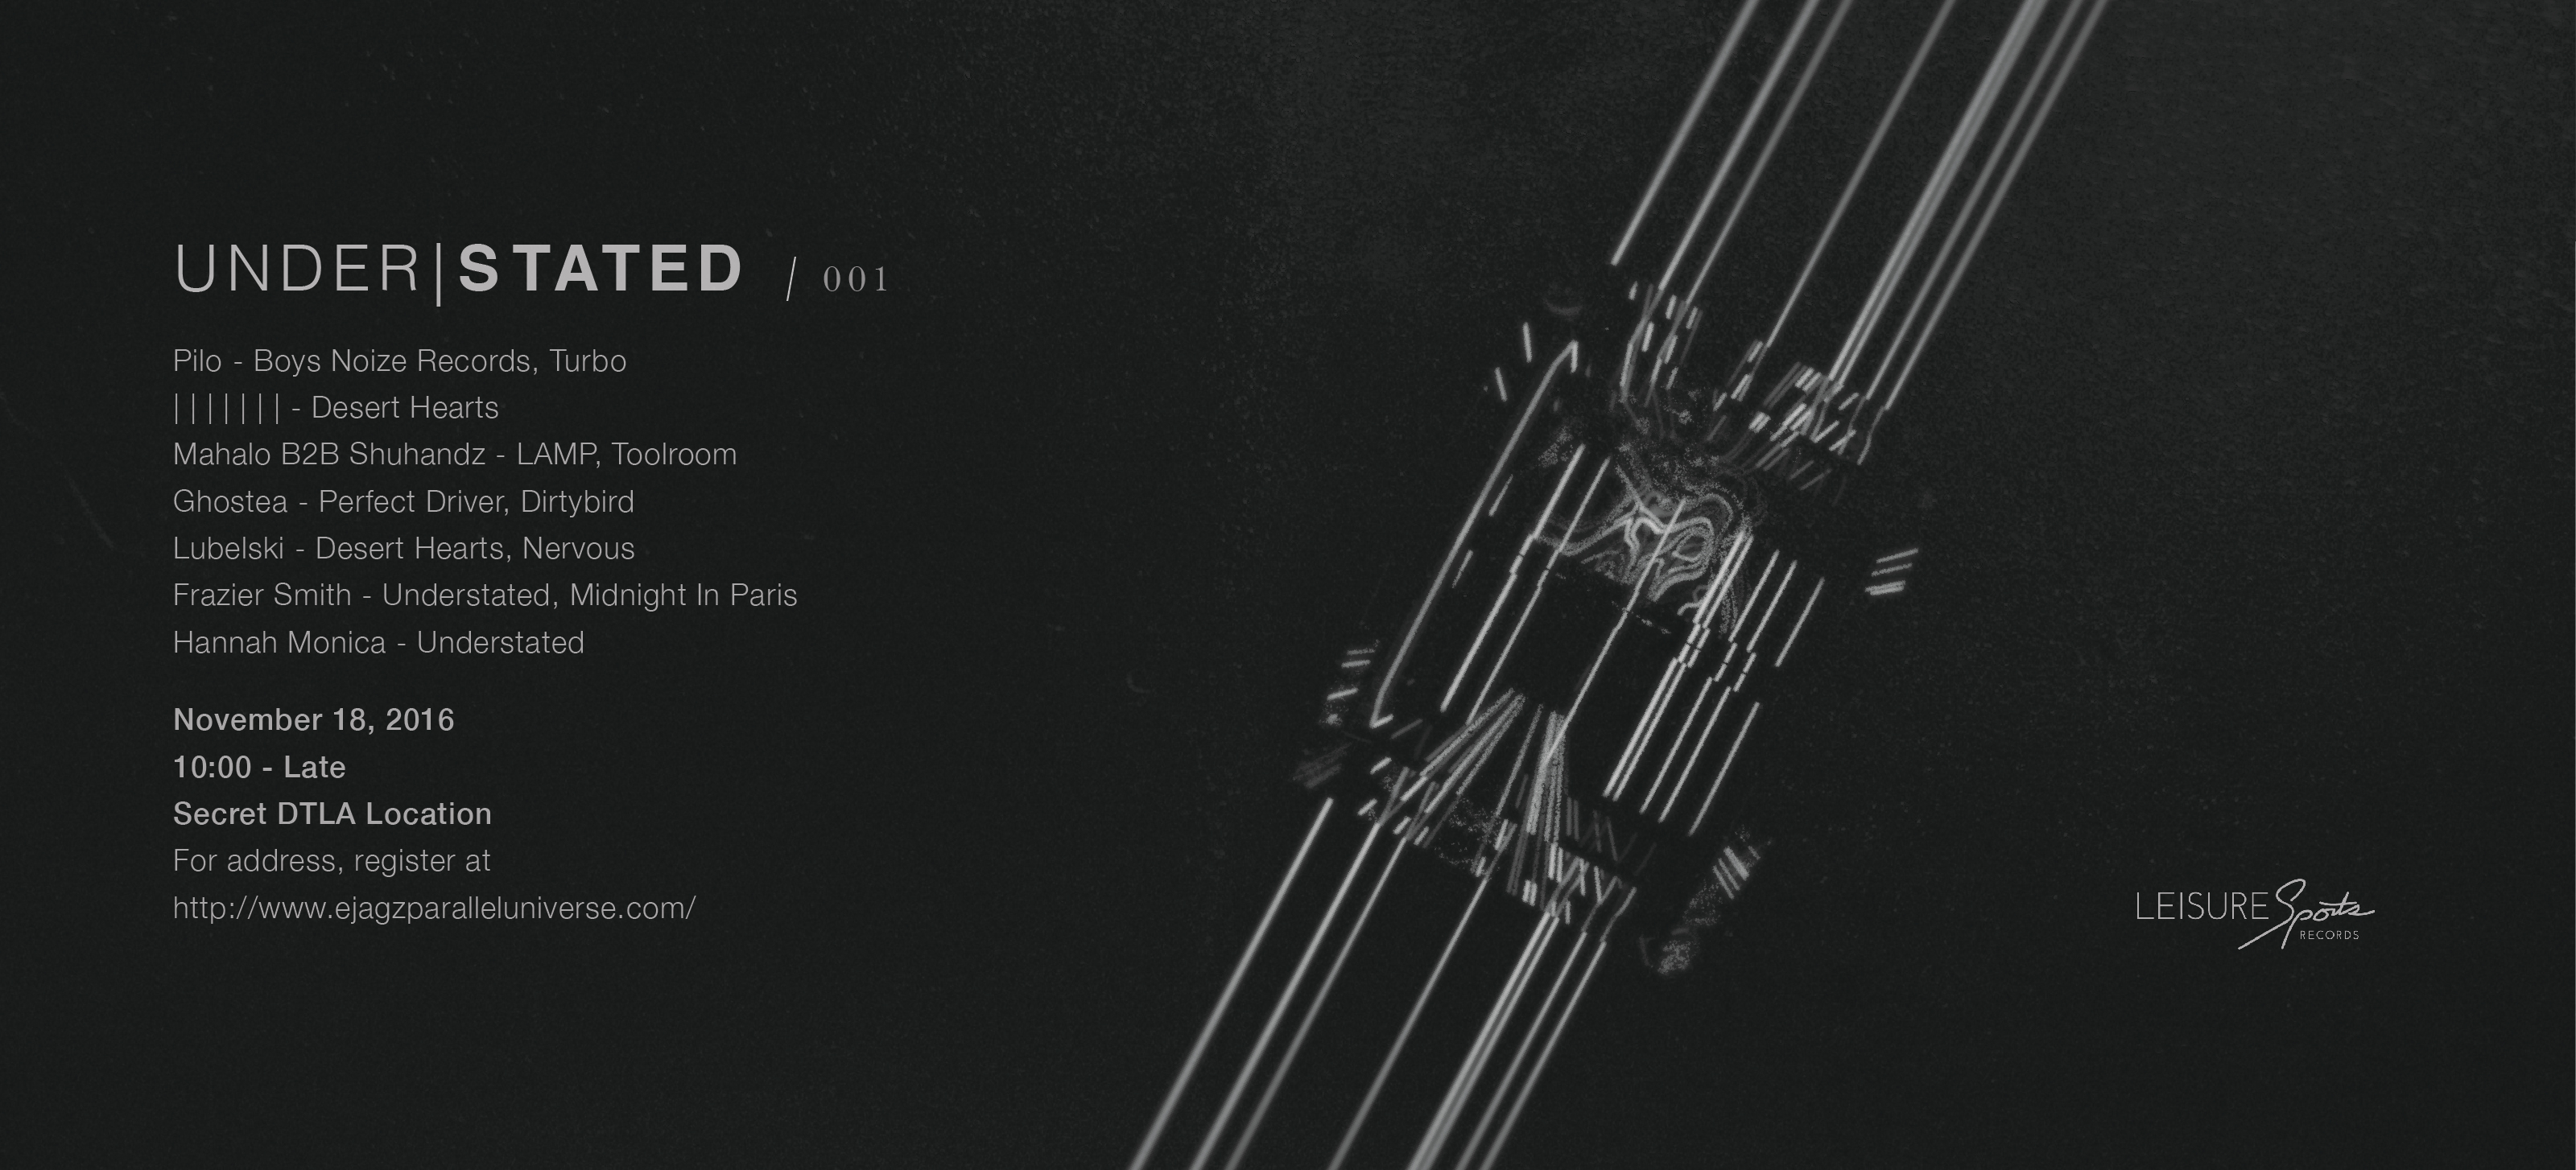 UNDER|STATED / 001
Pilo - Boys Noize Records, Turbo
| | | | | | | - Desert Hearts
Mahalo B2B Shuhandz - LAMP, Toolroom
Ghostea - Perfect Driver, Dirtybird
Lubelski - Desert Hearts, Nervous
Frazier Smith - Understated, Midnight In Paris
Hannah Monica - Understated
November 18, 2016
10:00 - Late
Secret DTLA Location
For address, register at
http://www.ejagzparalleluniverse.com/
LEISURE Sports
RECORDS